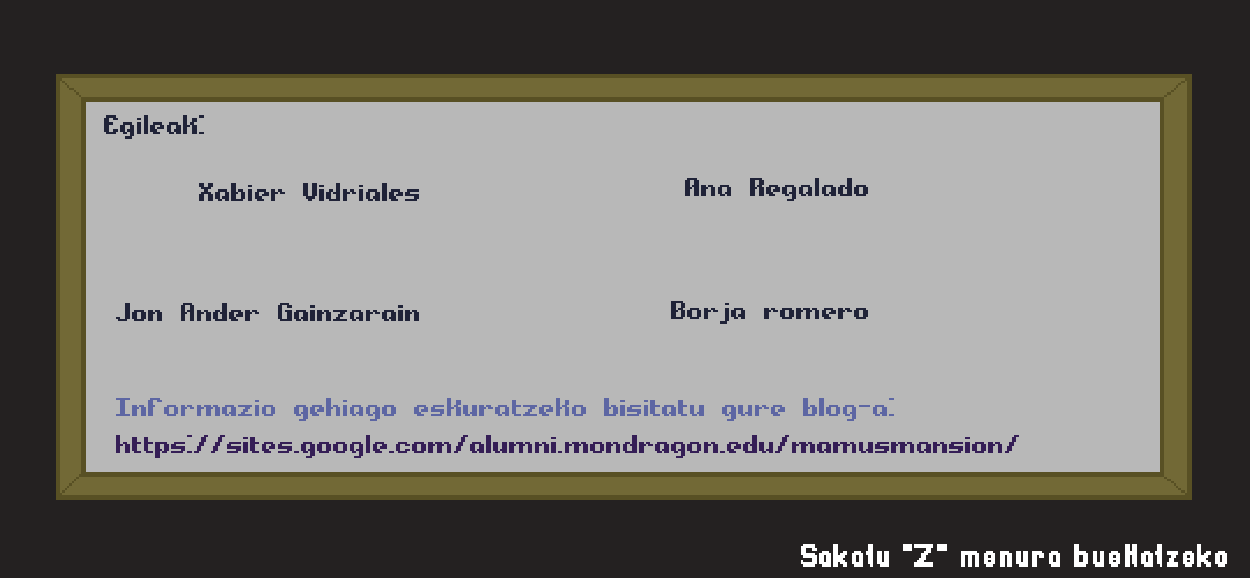 Egileak:
Xabier Vidriales
Ana Regalado
Jon Ander Gainzarain
Borja romero
Informazio gehiago eskuratzeko bisitatu gure blog-a:
https://sites.google.com/alumni.mondragon.edu/mamusmansion/
Sakatu "Z" menura bueltatzeko